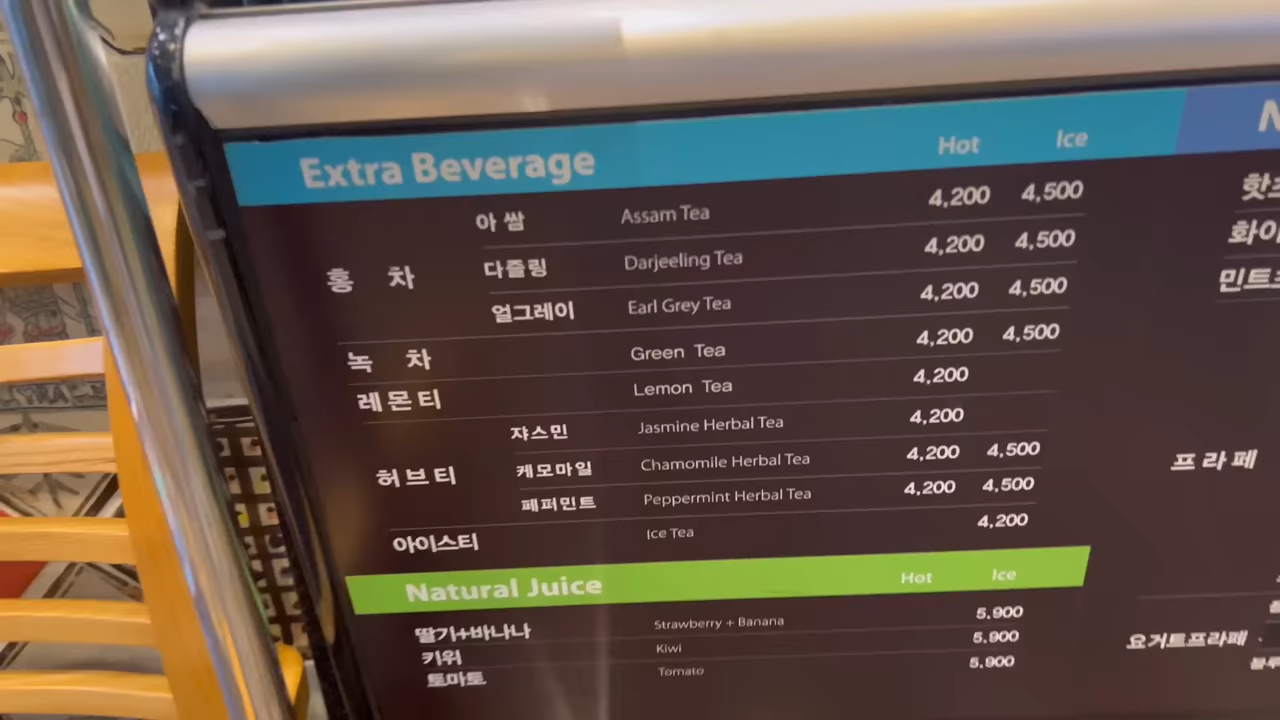 Extra Beverage Hot Ice
아쌈 Assam Tea 4,200 4,500
홍차 다즐링 Darjeeling Tea 4,200 4,500
얼그레이 Earl Grey Tea 4,200 4,500
녹차 Green Tea 4,200 4,500
레몬티 Lemon Tea 4,200
쟈스민 Jasmine Herbal Tea 4,200
허브티 케모마일 Chamomile Herbal Tea 4,200 4,500
페퍼민트 Peppermint Herbal Tea 4,200 4,500
아이스티 Ice Tea 4,200
Natural Juice Hot Ice
딸기+바나나 Strawberry + Banana 5.900
키위 Kiwi 5.900
토마토 Tomato 5.900
프라페
요거트프라페